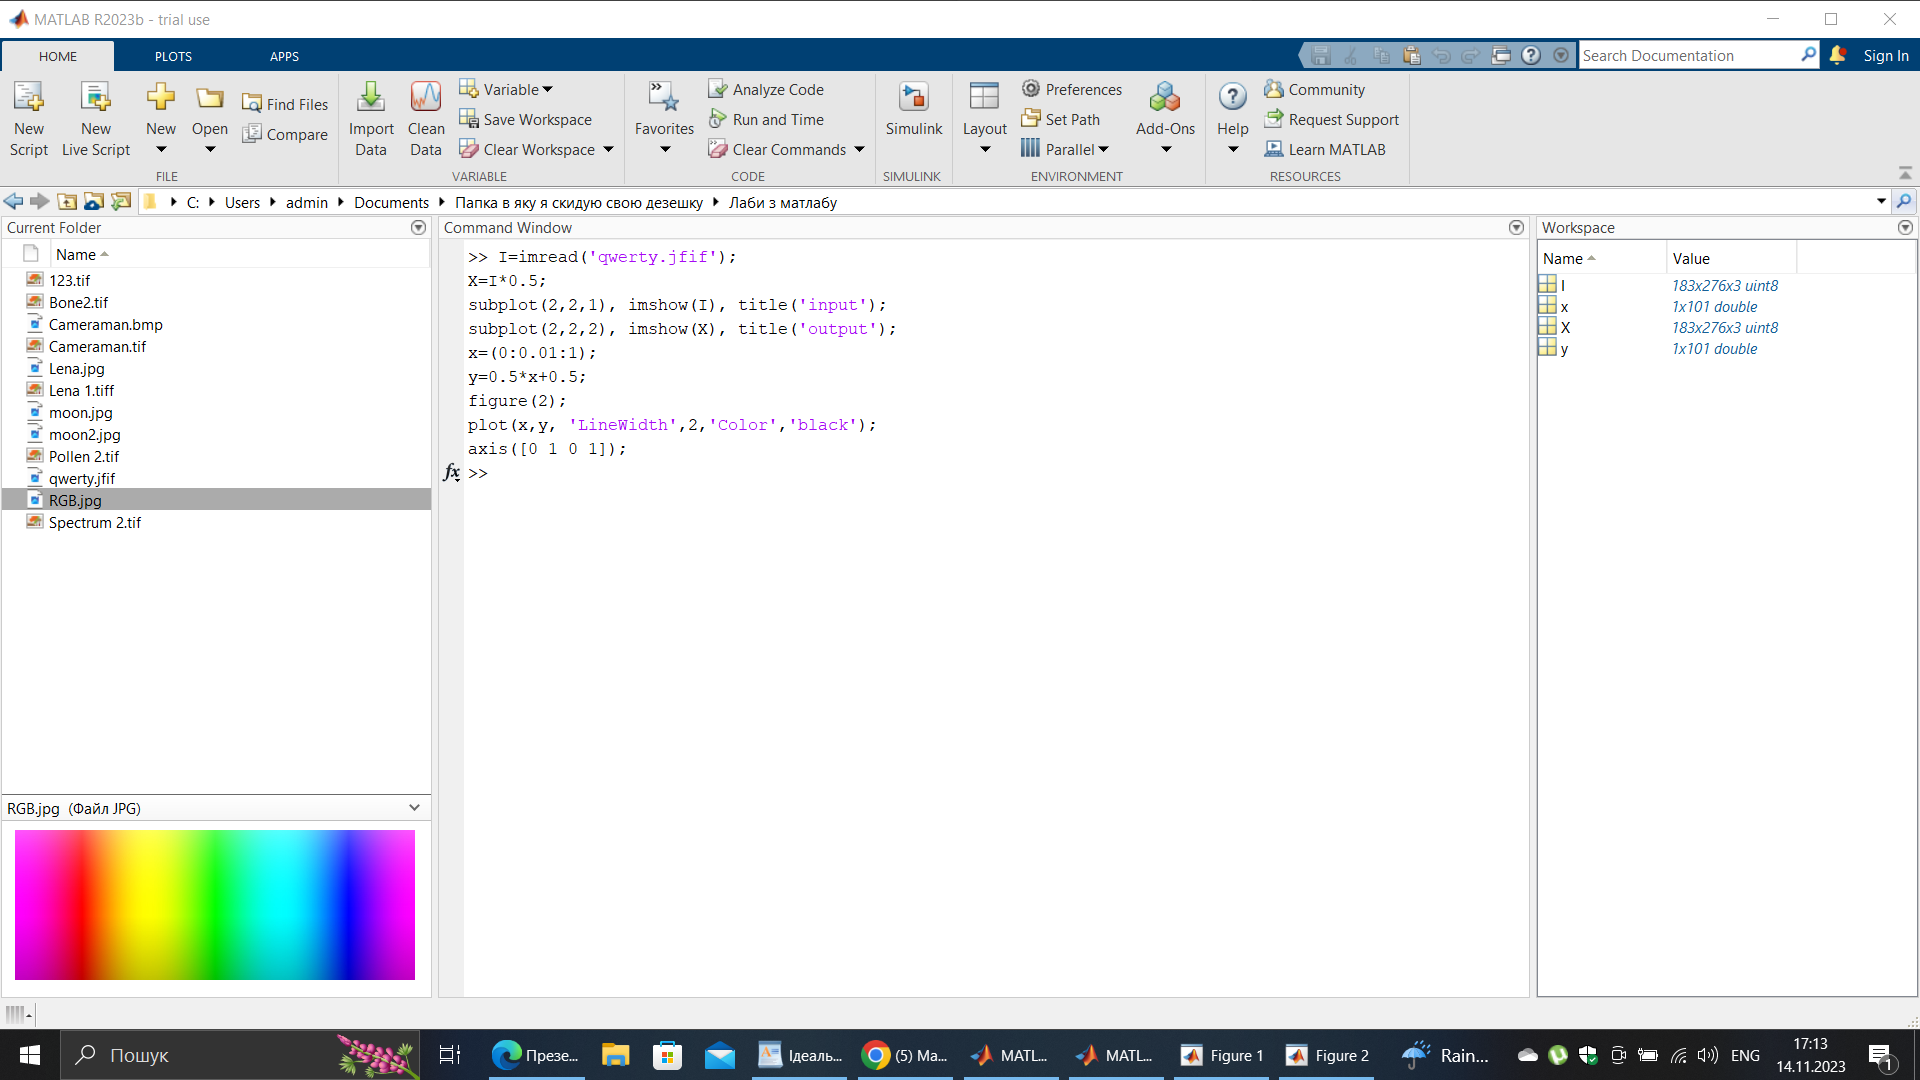 MATLAB R2023b - trial use
HOME PLOTS APPS
Search Documentation
Sign In
New Script
New Live Script
New
Open
Find Files
Compare
FILE
Import Data
Clean Data
Variable
Save Workspace
Clear Workspace
VARIABLE
Favorites
Analyze Code
Run and Time
Clear Commands
CODE
Simulink
SIMULINK
Layout
Preferences
Set Path
Parallel
Add-Ons
ENVIRONMENT
Help
Community
Request Support
Learn MATLAB
RESOURCES
C: Users admin Documents Папка в яку я скидую свою дезешку Лаби з матлабу
Current Folder
Name
123.tif
Bone2.tif
Cameraman.bmp
Cameraman.tif
Lena.jpg
Lena 1.tiff
moon.jpg
moon2.jpg
Pollen 2.tif
qwerty.jfif
RGB.jpg
Spectrum 2.tif
RGB.jpg (Файл JPG)
Command Window
>> I=imread('qwerty.jfif');
X=I*0.5;
subplot(2,2,1), imshow(I), title('input');
subplot(2,2,2), imshow(X), title('output');
x=(0:0.01:1);
y=0.5*x+0.5;
figure(2);
plot(x,y, 'LineWidth',2,'Color','black');
axis([0 1 0 1]);
fx >>
Workspace
Name Value
I 183x276x3 uint8
x 1x101 double
X 183x276x3 uint8
y 1x101 double
Пошук
Презе...
Ідеаль...
(5) Ma...
MATL...
MATL...
Figure 1
Figure 2
Rain...
ENG
17:13
14.11.2023
1